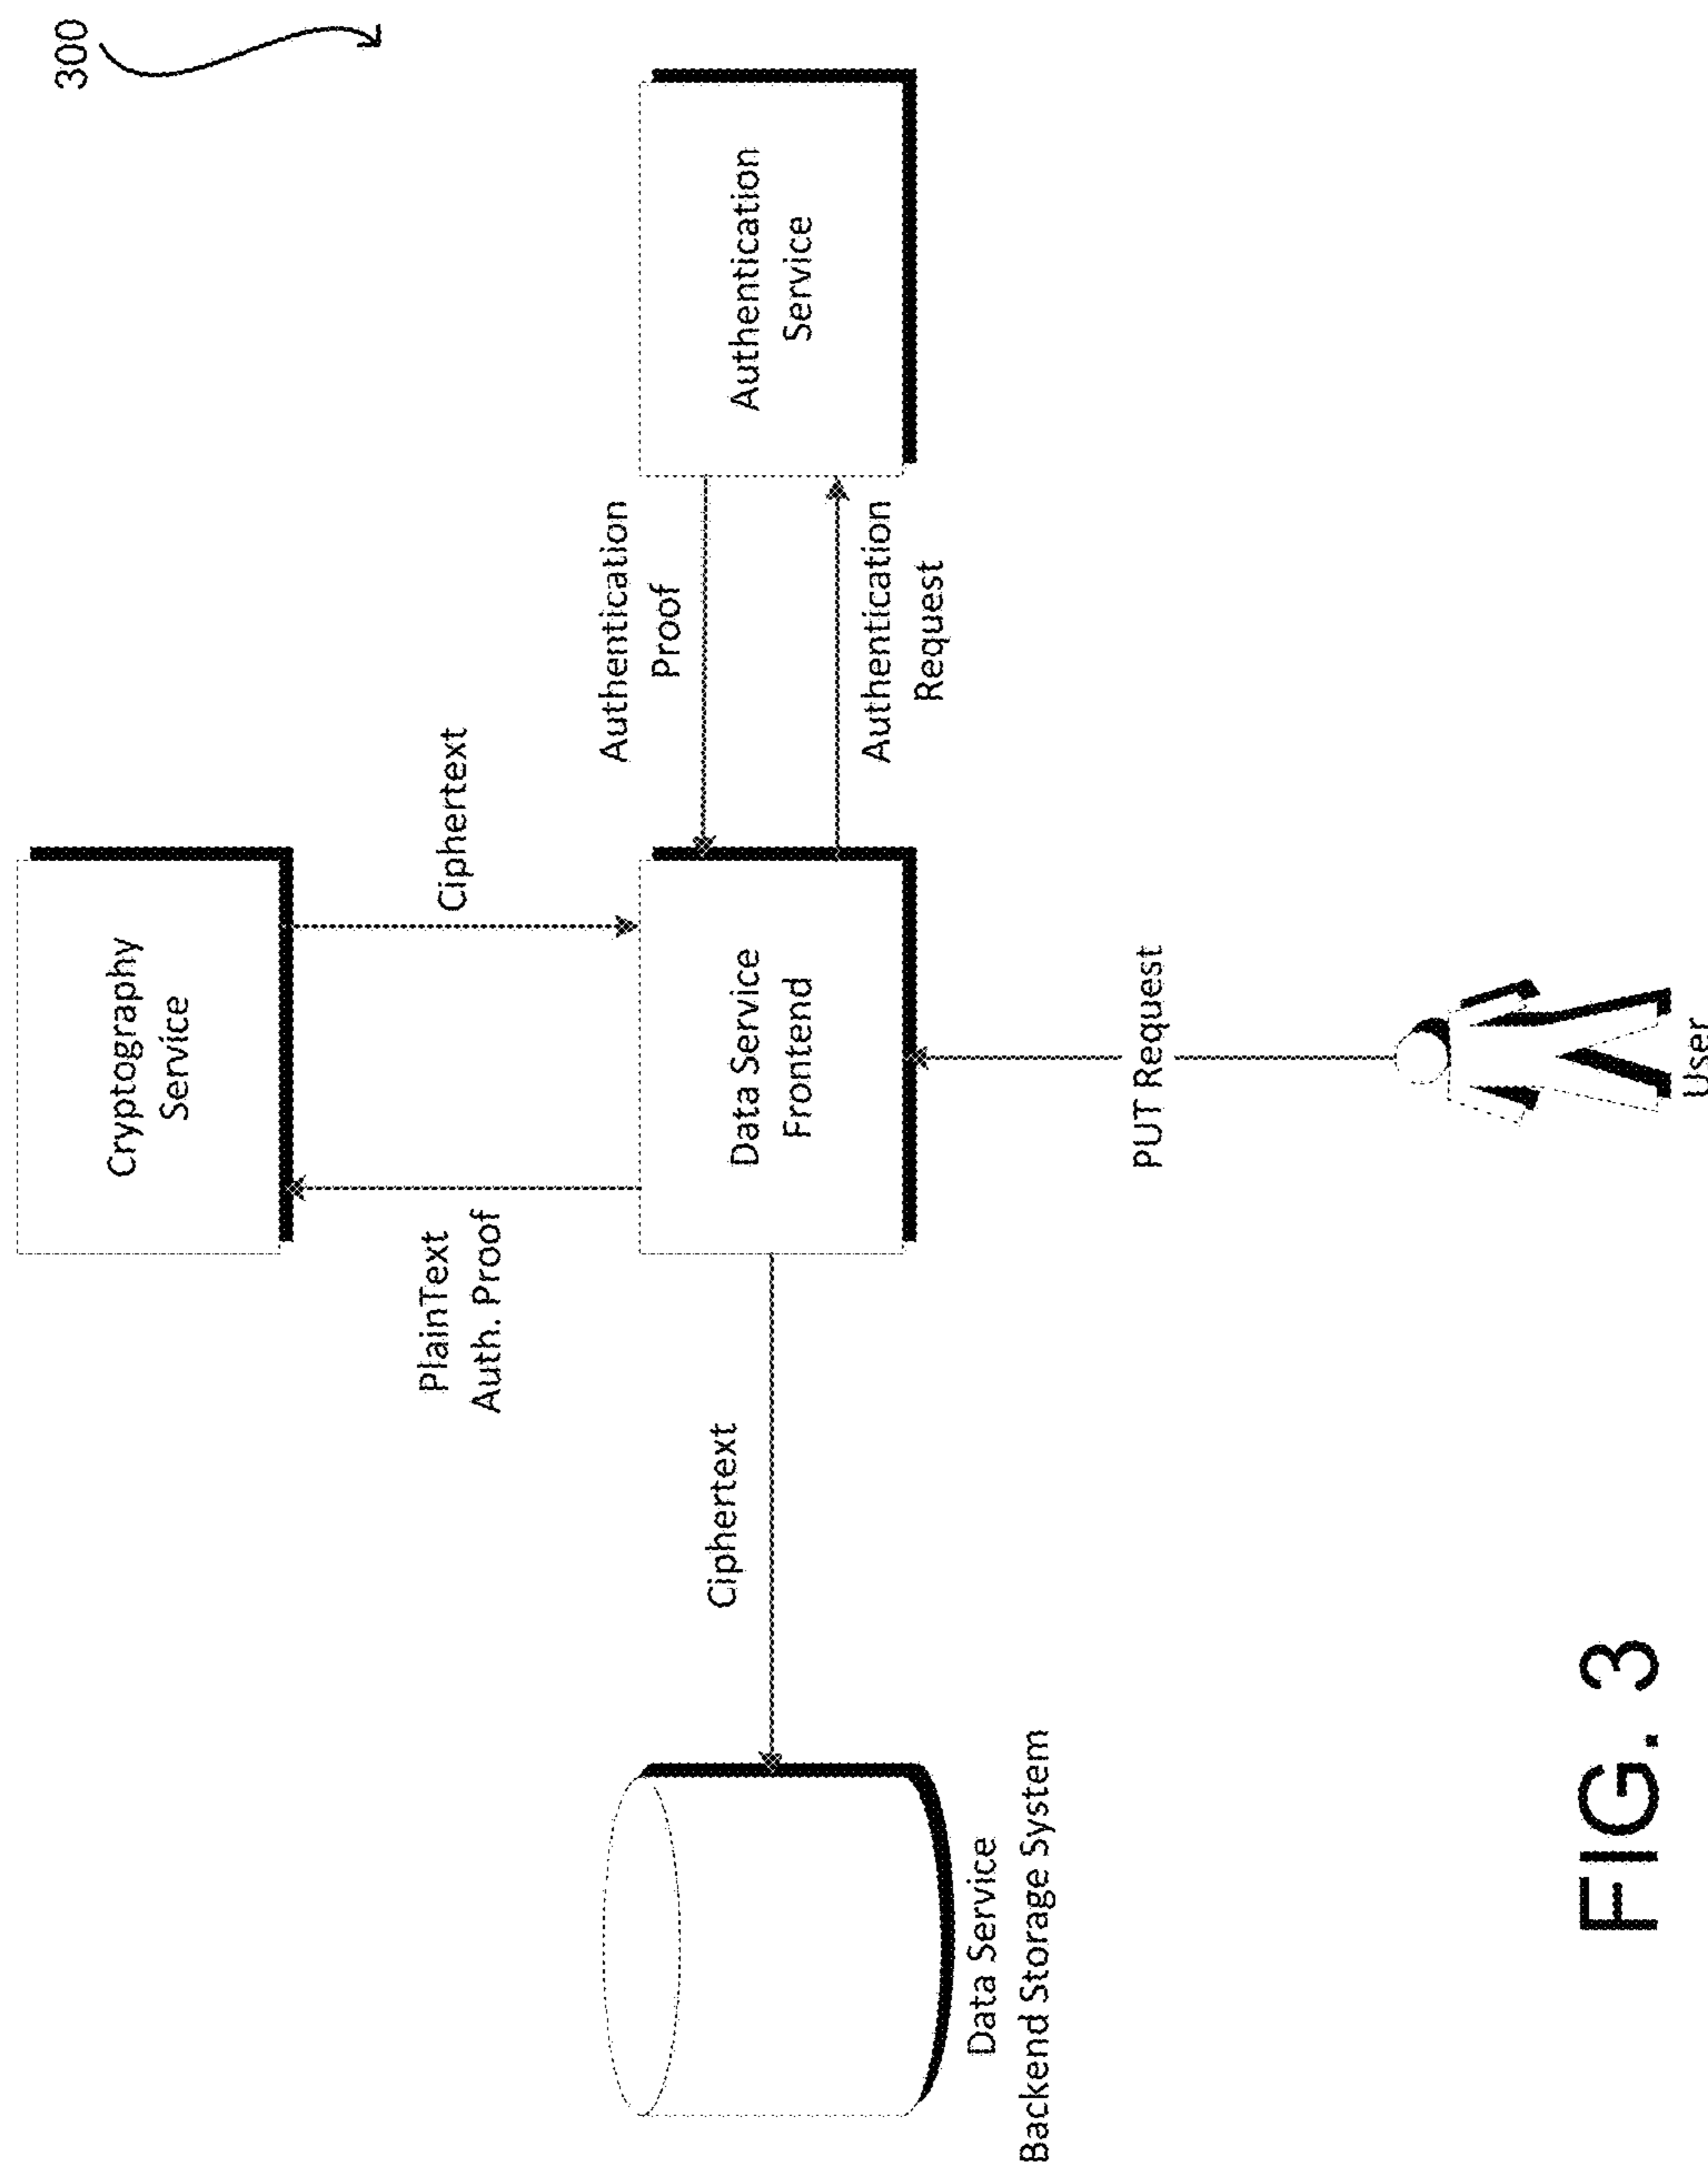 300
Cryptography
Service
PlainText
Auth. Proof
Ciphertext
Ciphertext
Data Service
Frontend
Authentication
Proof
Authentication
Service
Authentication
Request
Data Service
Backend Storage System
PUT Request
User
FIG. 3